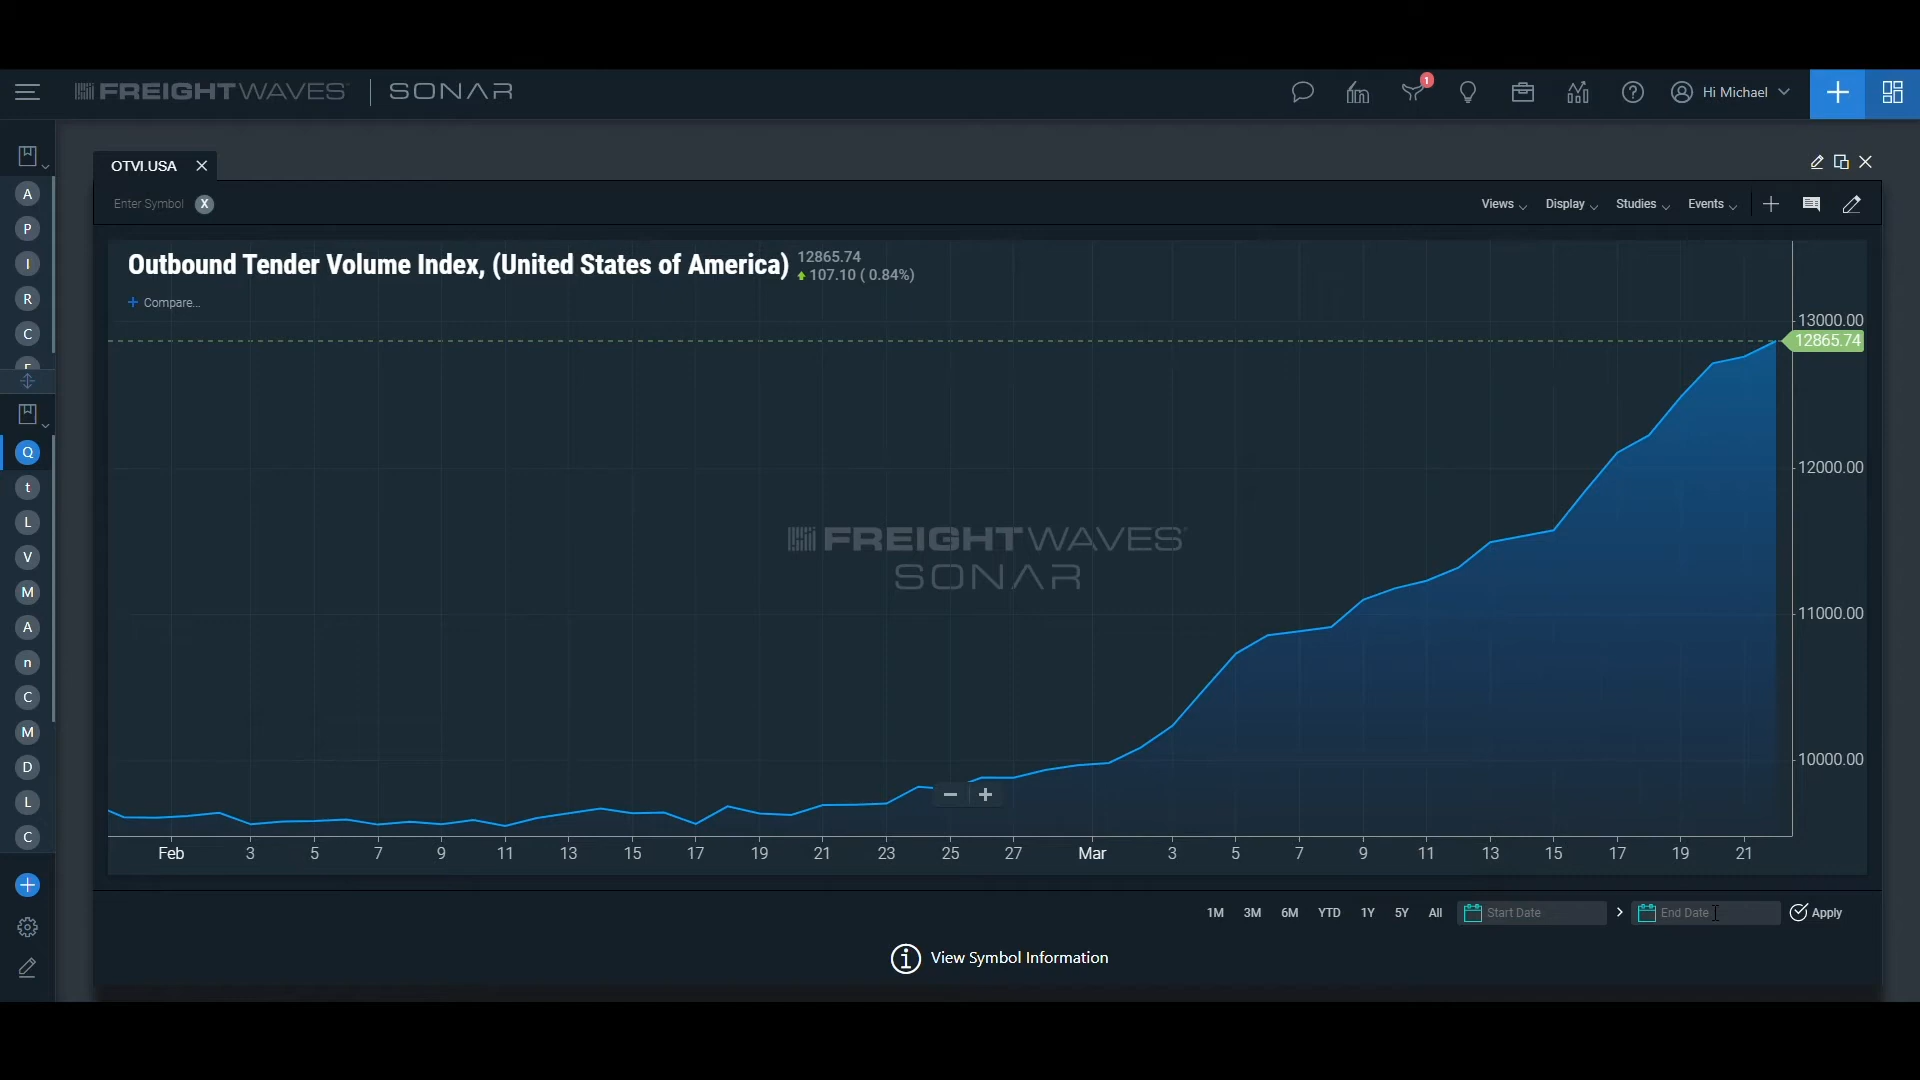 FREIGHTWAVES SONAR
1
Hi Michael
OTVI.USA
Enter Symbol X
Views Display Studies Events
Outbound Tender Volume Index, (United States of America) 12865.74
107.10 ( 0.84%)
+ Compare...
13000.00
12865.74
12000.00
11000.00
10000.00
FREIGHTWAVES
SONAR
− +
Feb 3 5 7 9 11 13 15 17 19 21 23 25 27 Mar 3 5 7 9 11 13 15 17 19 21
1M 3M 6M YTD 1Y 5Y All Start Date > End Date Apply
View Symbol Information
A
P
I
R
C
Q
t
L
V
M
A
n
C
M
D
L
C